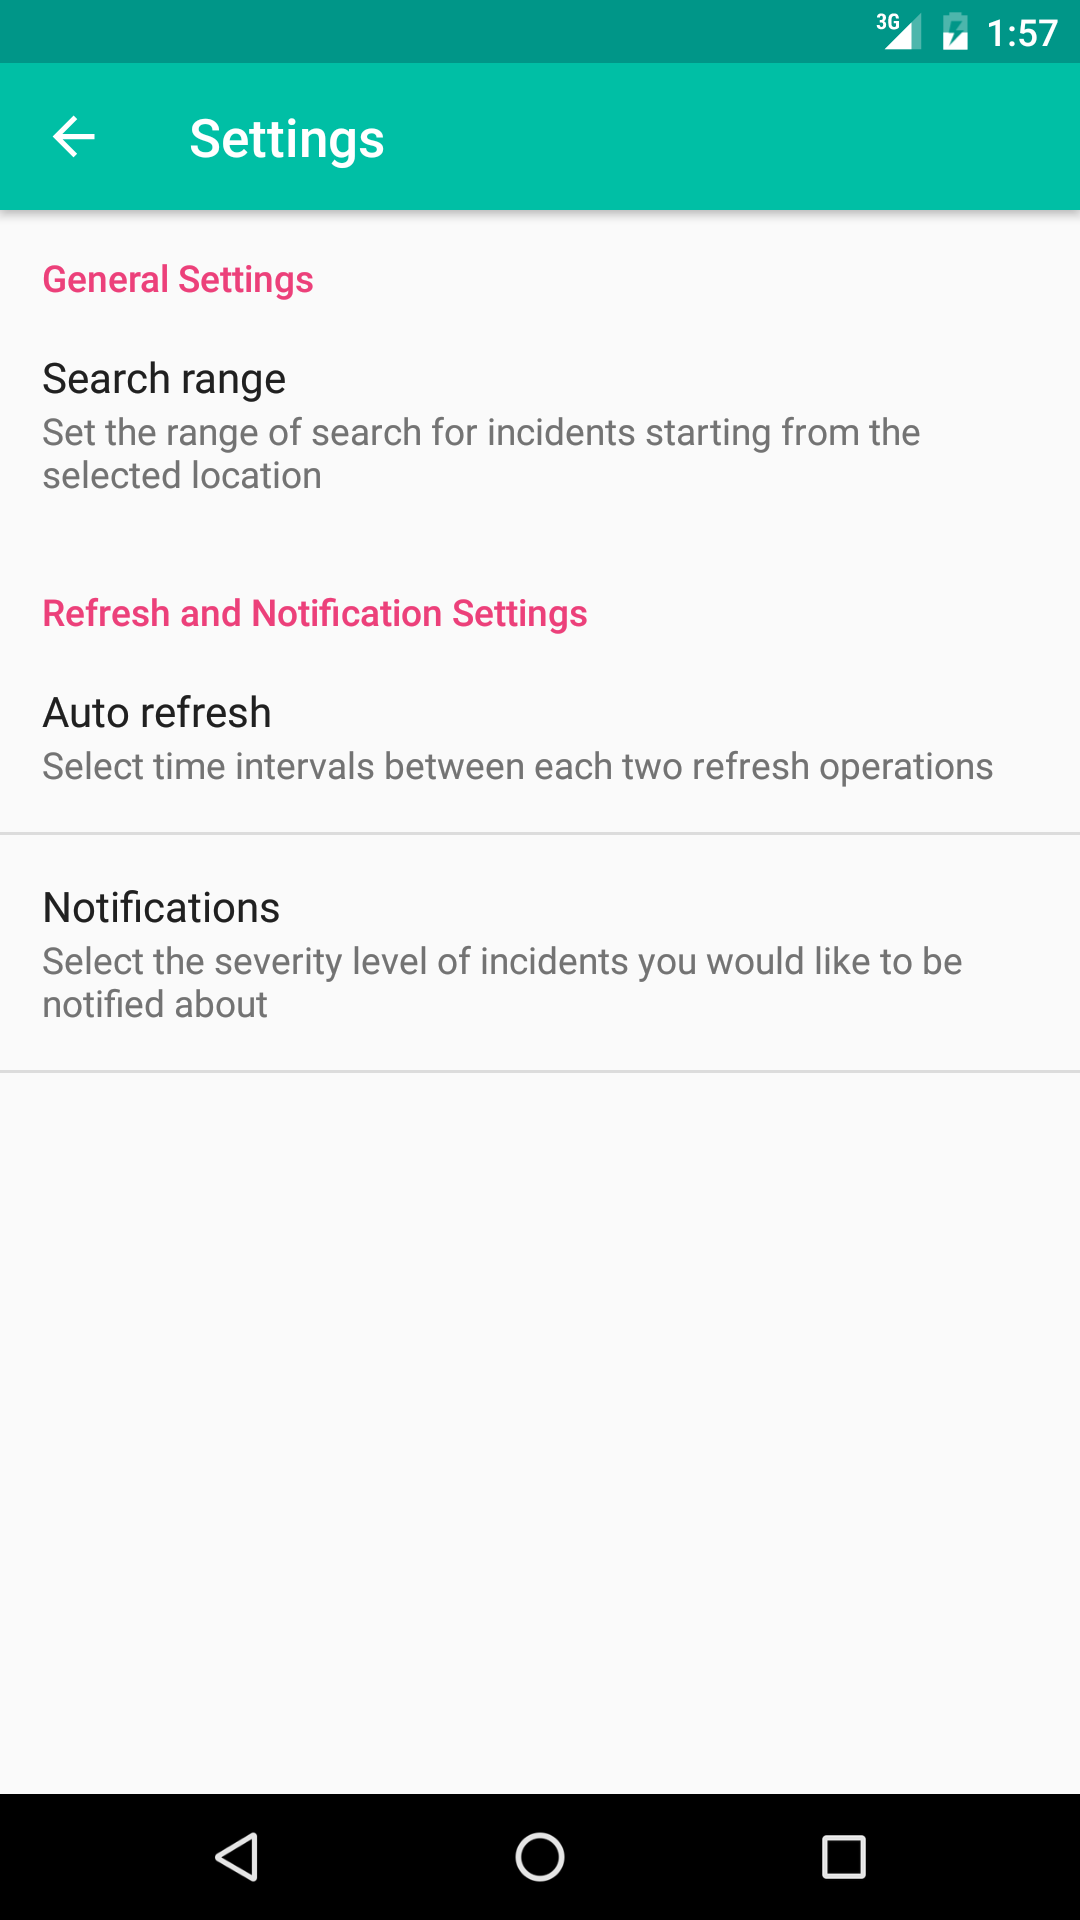 3G 1:57
Settings
General Settings
Search range
Set the range of search for incidents starting from the
selected location
Refresh and Notification Settings
Auto refresh
Select time intervals between each two refresh operations
Notifications
Select the severity level of incidents you would like to be
notified about